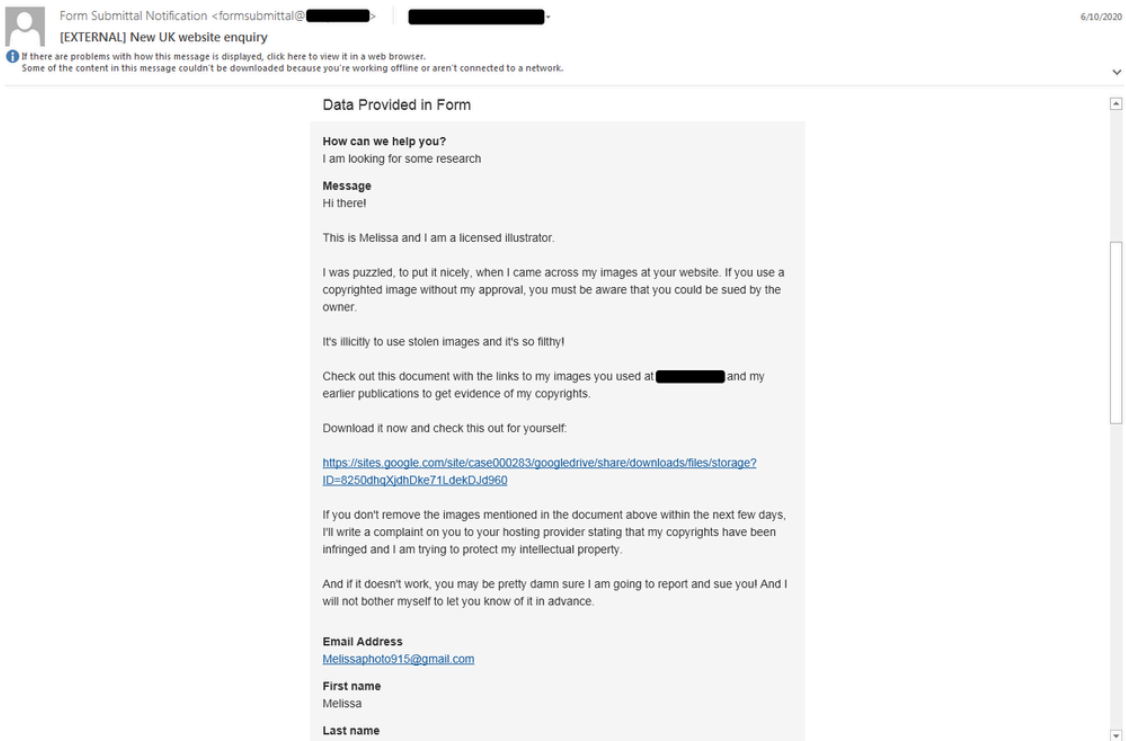 Form Submittal Notification <formsubmittal@
>
6/10/2020
[EXTERNAL] New UK website enquiry
If there are problems with how this message is displayed, click here to view it in a web browser.
Some of the content in this message couldn't be downloaded because you're working offline or aren't connected to a network.
Data Provided in Form
How can we help you?
I am looking for some research
Message
Hi there!
This is Melissa and I am a licensed illustrator.
I was puzzled, to put it nicely, when I came across my images at your website. If you use a
copyrighted image without my approval, you must be aware that you could be sued by the
owner.
It's illicitly to use stolen images and it's so filthy!
Check out this document with the links to my images you used at and my
earlier publications to get evidence of my copyrights.
Download it now and check this out for yourself:
https://sites.google.com/site/case000283/googledrive/share/downloads/files/storage?
ID=8250dhqXjdhDke71LdekDJd960
If you don't remove the images mentioned in the document above within the next few days,
I'll write a complaint on you to your hosting provider stating that my copyrights have been
infringed and I am trying to protect my intellectual property.
And if it doesn't work, you may be pretty damn sure I am going to report and sue you! And I
will not bother myself to let you know of it in advance.
Email Address
Melissaphoto915@gmail.com
First name
Melissa
Last name